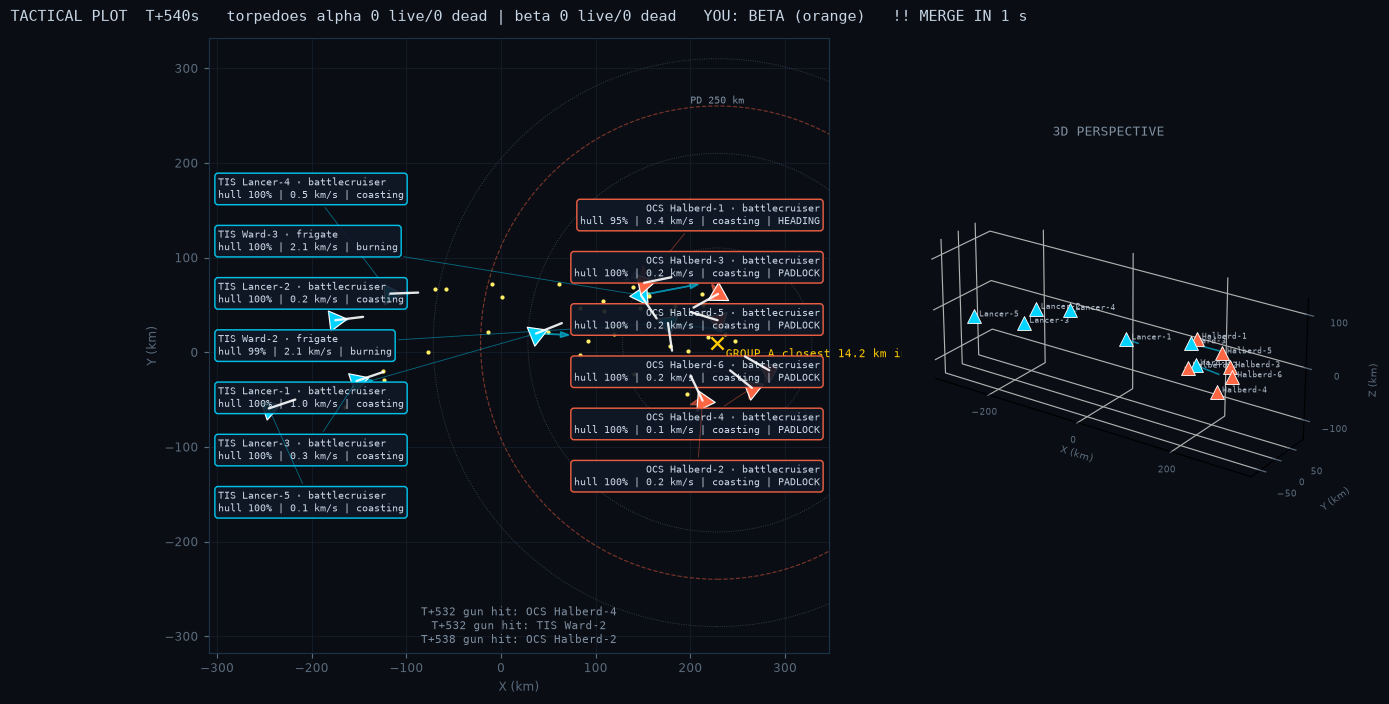 TACTICAL PLOT  T+540s   torpedoes alpha 0 live/0 dead | beta 0 live/0 dead   YOU: BETA (orange)   !! MERGE IN 1 s
3D PERSPECTIVE
PD 250 km
TIS Lancer-4 · battlecruiser
hull 100% | 0.5 km/s | coasting
TIS Ward-3 · frigate
hull 100% | 2.1 km/s | burning
TIS Lancer-2 · battlecruiser
hull 100% | 0.2 km/s | coasting
TIS Ward-2 · frigate
hull 99% | 2.1 km/s | burning
TIS Lancer-1 · battlecruiser
hull 100% | 1.0 km/s | coasting
TIS Lancer-3 · battlecruiser
hull 100% | 0.3 km/s | coasting
TIS Lancer-5 · battlecruiser
hull 100% | 0.1 km/s | coasting
OCS Halberd-1 · battlecruiser
hull 95% | 0.4 km/s | coasting | HEADING
OCS Halberd-3 · battlecruiser
hull 100% | 0.2 km/s | coasting | PADLOCK
OCS Halberd-5 · battlecruiser
hull 100% | 0.2 km/s | coasting | PADLOCK
GROUP A closest 14.2 km i
OCS Halberd-6 · battlecruiser
hull 100% | 0.2 km/s | coasting | PADLOCK
OCS Halberd-4 · battlecruiser
hull 100% | 0.1 km/s | coasting | PADLOCK
OCS Halberd-2 · battlecruiser
hull 100% | 0.2 km/s | coasting | PADLOCK
T+532 gun hit: OCS Halberd-4
T+532 gun hit: TIS Ward-2
T+538 gun hit: OCS Halberd-2
300
200
100
0
−100
−200
−300
Y (km)
−300
−200
−100
0
100
200
300
X (km)
Lancer-5
Lancer-3
Lancer-4
Lancer-1
Halberd-1
Halberd-5
Halberd-3
Halberd-6
Halberd-4
−200
0
200
X (km)
−50
0
50
Y (km)
100
0
−100
Z (km)